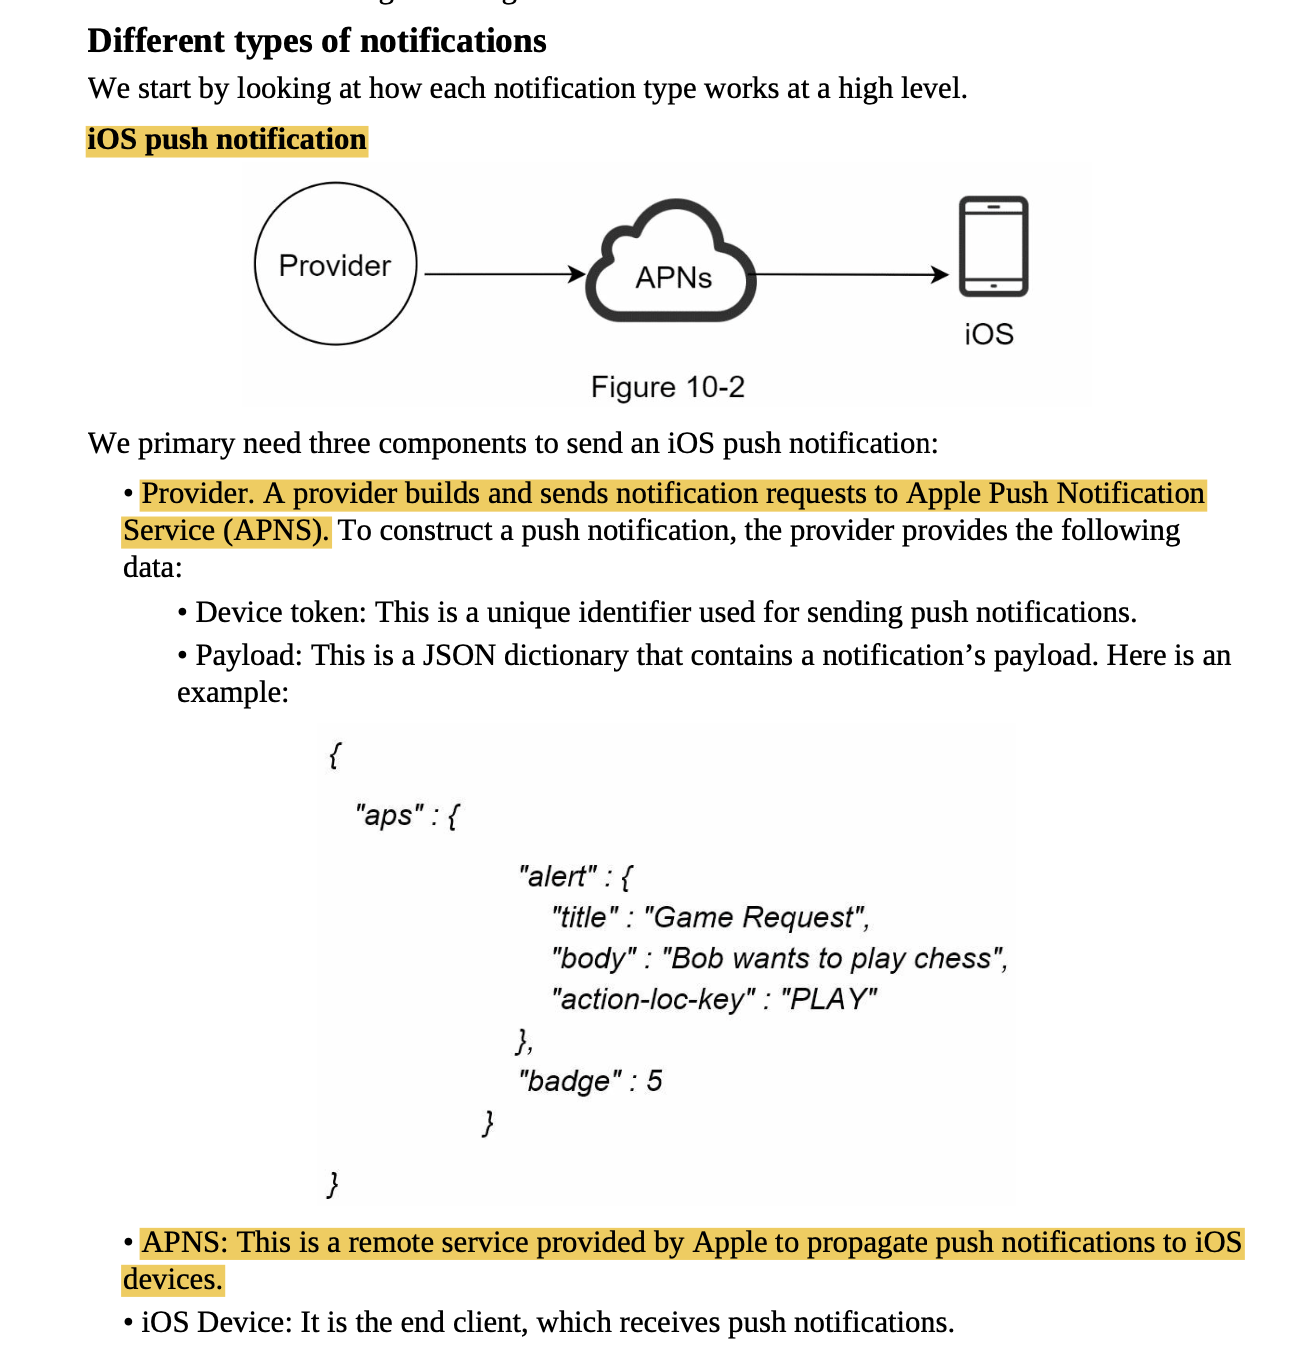 Different types of notifications
We start by looking at how each notification type works at a high level.
iOS push notification
Provider
APNs
iOS
Figure 10-2
We primary need three components to send an iOS push notification:
• Provider. A provider builds and sends notification requests to Apple Push Notification
Service (APNS). To construct a push notification, the provider provides the following
data:
• Device token: This is a unique identifier used for sending push notifications.
• Payload: This is a JSON dictionary that contains a notification’s payload. Here is an
example:
{
"aps" : {
"alert" : {
"title" : "Game Request",
"body" : "Bob wants to play chess",
"action-loc-key" : "PLAY"
},
"badge" : 5
}
}
• APNS: This is a remote service provided by Apple to propagate push notifications to iOS
devices.
• iOS Device: It is the end client, which receives push notifications.